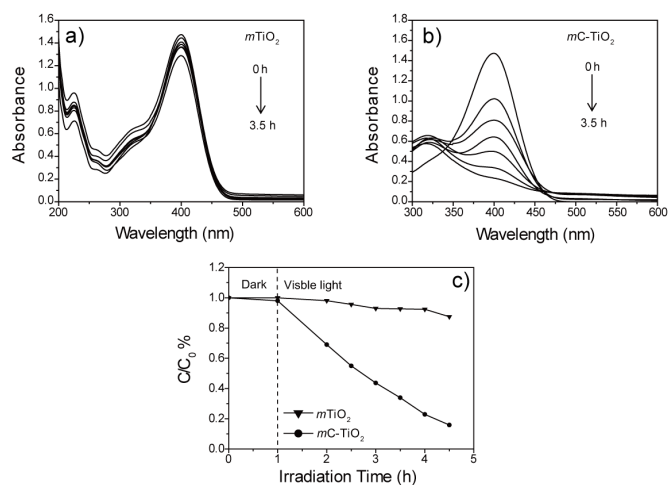 a)
mTiO₂
0 h
3.5 h
1.6
1.4
1.2
1.0
0.8
0.6
0.4
0.2
0.0
Absorbance
200 300 400 500 600
Wavelength (nm)
b)
mC-TiO₂
0 h
3.5 h
1.8
1.6
1.4
1.2
1.0
0.8
0.6
0.4
0.2
0.0
Absorbance
300 350 400 450 500 550 600
Wavelength (nm)
c)
Dark Visble light
1.2
1.0
0.8
0.6
0.4
0.2
0.0
C/C₀ %
mTiO₂
mC-TiO₂
0 1 2 3 4 5
Irradiation Time (h)